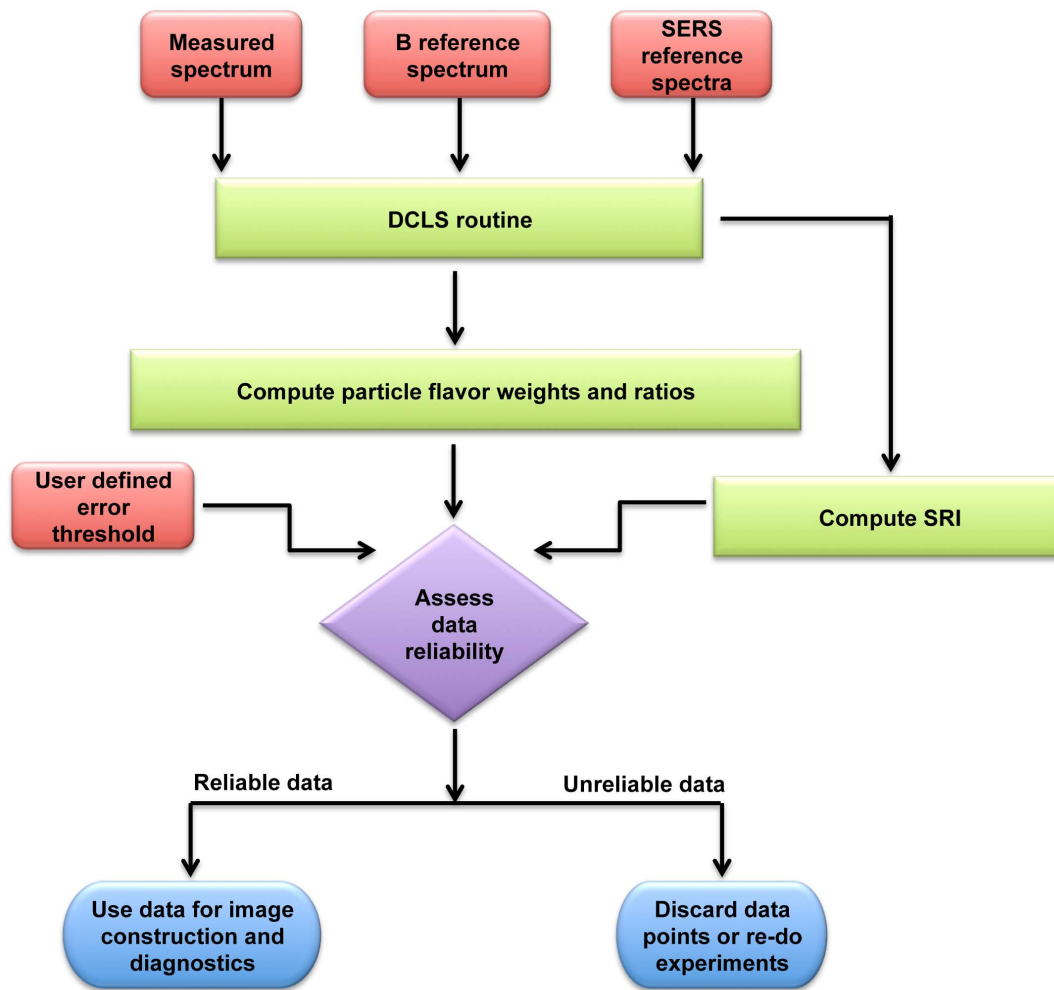 Measured
spectrum
B reference
spectrum
SERS
reference
spectra
DCLS routine
Compute particle flavor weights and ratios
User defined
error
threshold
Compute SRI
Assess
data
reliability
Reliable data
Unreliable data
Use data for image
construction and
diagnostics
Discard data
points or re-do
experiments